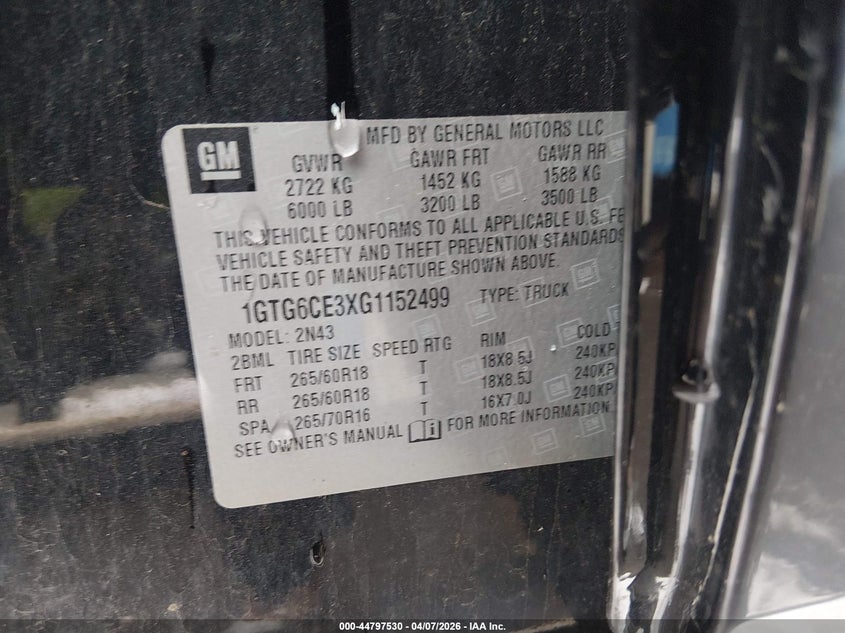 GM
MFD BY GENERAL MOTORS LLC
GVWR GAWR FRT GAWR RR
2722 KG 1452 KG 1588 KG
6000 LB 3200 LB 3500 LB
THIS VEHICLE CONFORMS TO ALL APPLICABLE U.S. FE
VEHICLE SAFETY AND THEFT PREVENTION STANDARDS
THE DATE OF MANUFACTURE SHOWN ABOVE.
1GTG6CE3XG1152499 TYPE: TRUCK
MODEL: 2N43
2BML TIRE SIZE SPEED RTG RIM COLD
FRT 265/60R18 T 18X8.5J 240KP
RR 265/60R18 T 18X8.5J 240KP
SPA 265/70R16 T 16X7.0J 240KP
SEE OWNER'S MANUAL FOR MORE INFORMATION
000-44797530 - 04/07/2026 - IAA Inc.